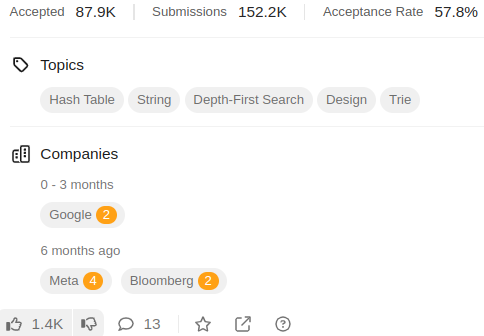 Accepted 87.9K Submissions 152.2K Acceptance Rate 57.8%
Topics
Hash Table String Depth-First Search Design Trie
Companies
0 - 3 months
Google 2
6 months ago
Meta 4 Bloomberg 2
1.4K 13